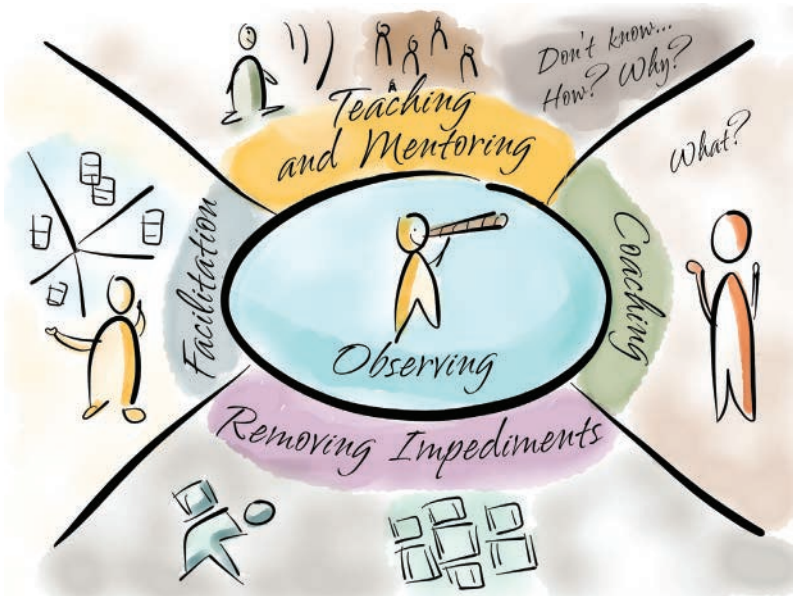 Don't know...
How? Why?
Teaching
and Mentoring
What?
Facilitation
Coaching
Observing
Removing Impediments